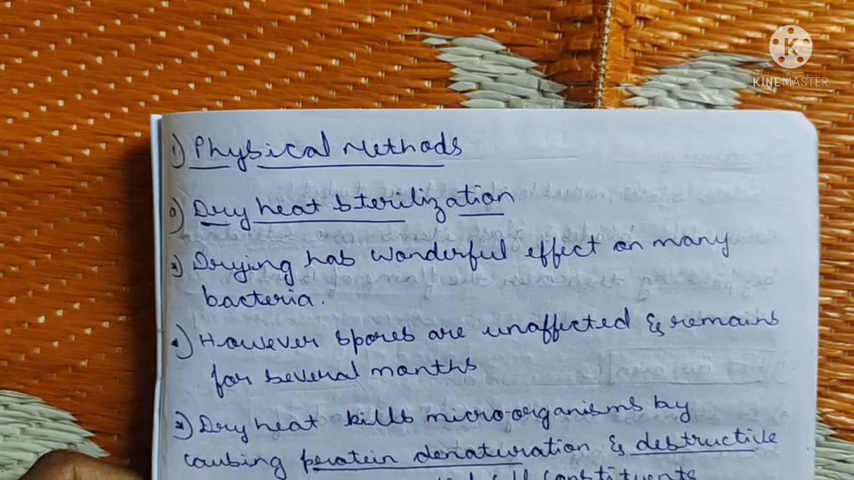 KINEMASTER
1) Physical methods
Dry heat sterilization
Drying has wonderful effect on many
bacteria.
However spores are unaffected & remains
for several months
Dry heat kills micro-organisms by
causing protein denaturation & destructive
constituents